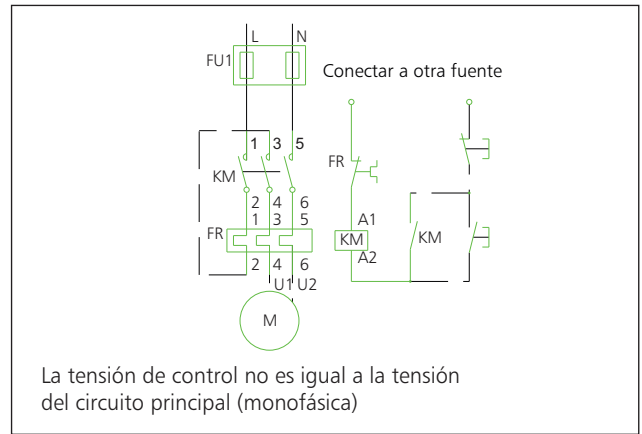 L N
FU1
Conectar a otra fuente
1 3 5
KM
FR
2 4 6
1 3 5
FR
A1
KM
A2
KM
2 4 6
U1 U2
M
La tensión de control no es igual a la tensión
del circuito principal (monofásica)